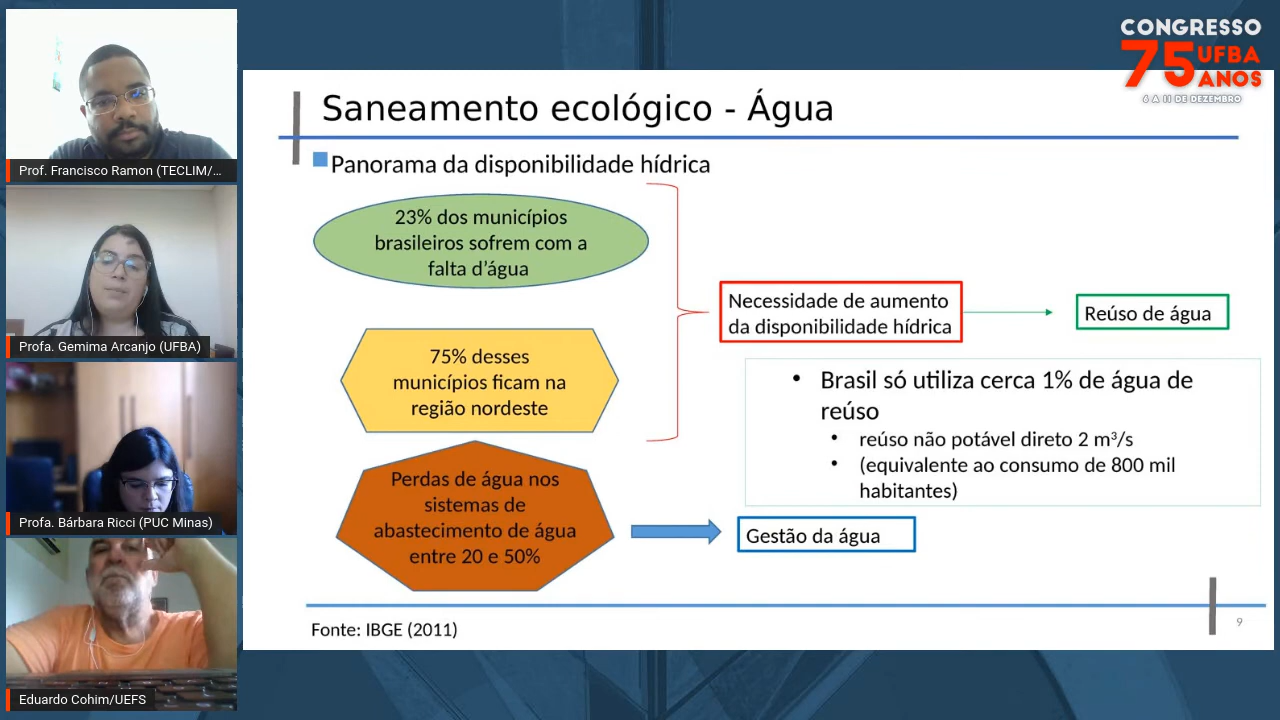 CONGRESSO
75 UFBA
ANOS
6 A 11 DE DEZEMBRO
Prof. Francisco Ramon (TECLIM/...
Profa. Gemima Arcanjo (UFBA)
Profa. Bárbara Ricci (PUC Minas)
Eduardo Cohim/UEFS
Saneamento ecológico - Água
Panorama da disponibilidade hídrica
23% dos municípios
brasileiros sofrem com a
falta d’água
75% desses
municípios ficam na
região nordeste
Perdas de água nos
sistemas de
abastecimento de água
entre 20 e 50%
Necessidade de aumento
da disponibilidade hídrica
Reúso de água
• Brasil só utiliza cerca 1% de água de
reúso
• reúso não potável direto 2 m³/s
• (equivalente ao consumo de 800 mil
habitantes)
Gestão da água
Fonte: IBGE (2011)
9